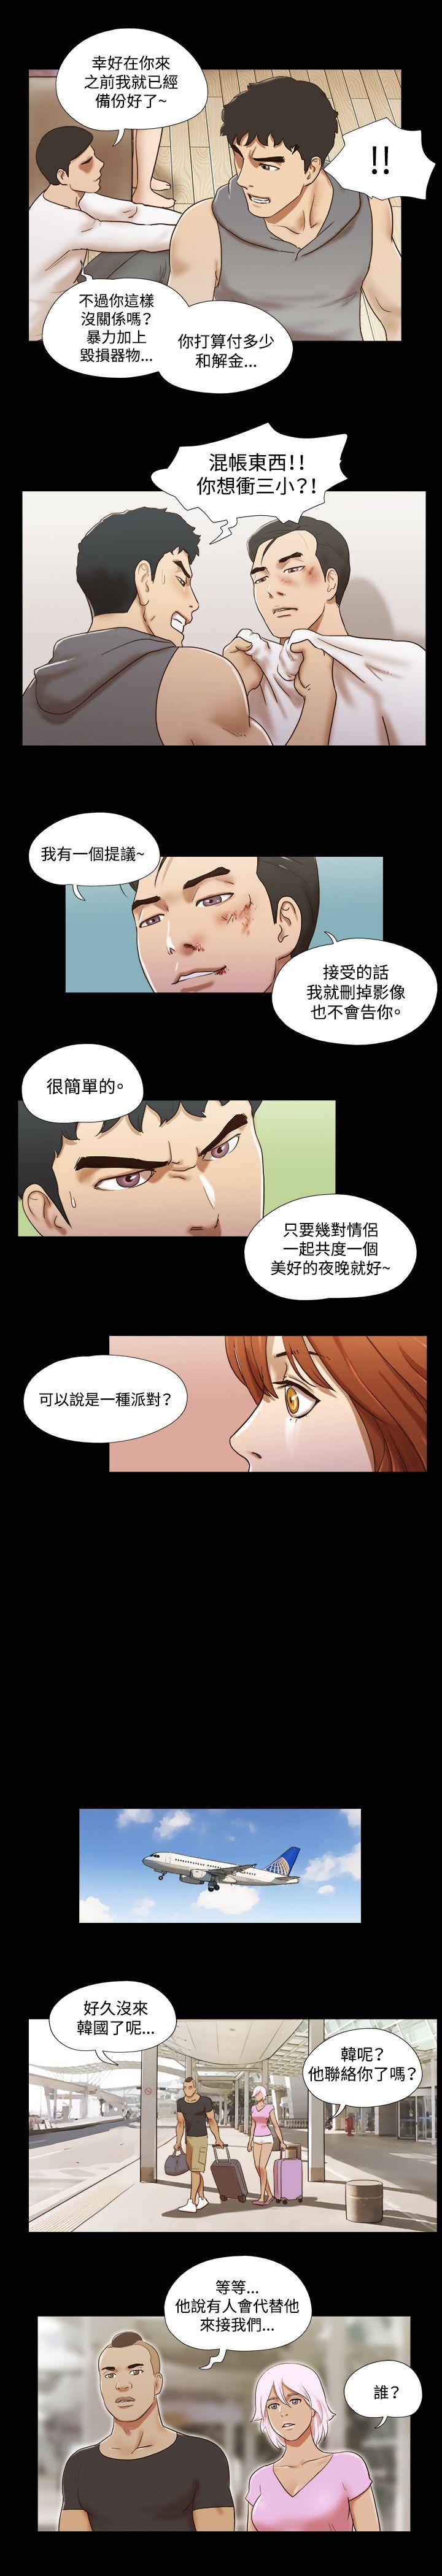 幸好在你來
之前我就已經
備份好了~
!!
不過你這樣
沒關係嗎?
暴力加上
毀損器物...
你打算付多少
和解金...
混帳東西!!
你想衝三小?!
我有一個提議~
接受的話
我就刪掉影像
也不會告你。
很簡單的。
只要幾對情侶
一起共度一個
美好的夜晚就好~
可以說是一種派對?
好久沒來
韓國了呢...
韓呢?
他聯絡你了嗎?
等等...
他說有人會代替他
來接我們...
誰?